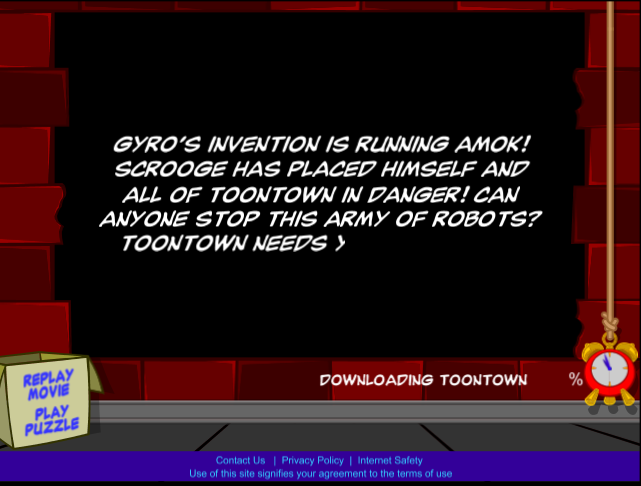 GYRO'S INVENTION IS RUNNING AMOK!
SCROOGE HAS PLACED HIMSELF AND
ALL OF TOONTOWN IN DANGER! CAN
ANYONE STOP THIS ARMY OF ROBOTS?
TOONTOWN NEEDS
DOWNLOADING TOONTOWN %
REPLAY
MOVIE
PLAY
PUZZLE
Contact Us | Privacy Policy | Internet Safety
Use of this site signifies your agreement to the terms of use